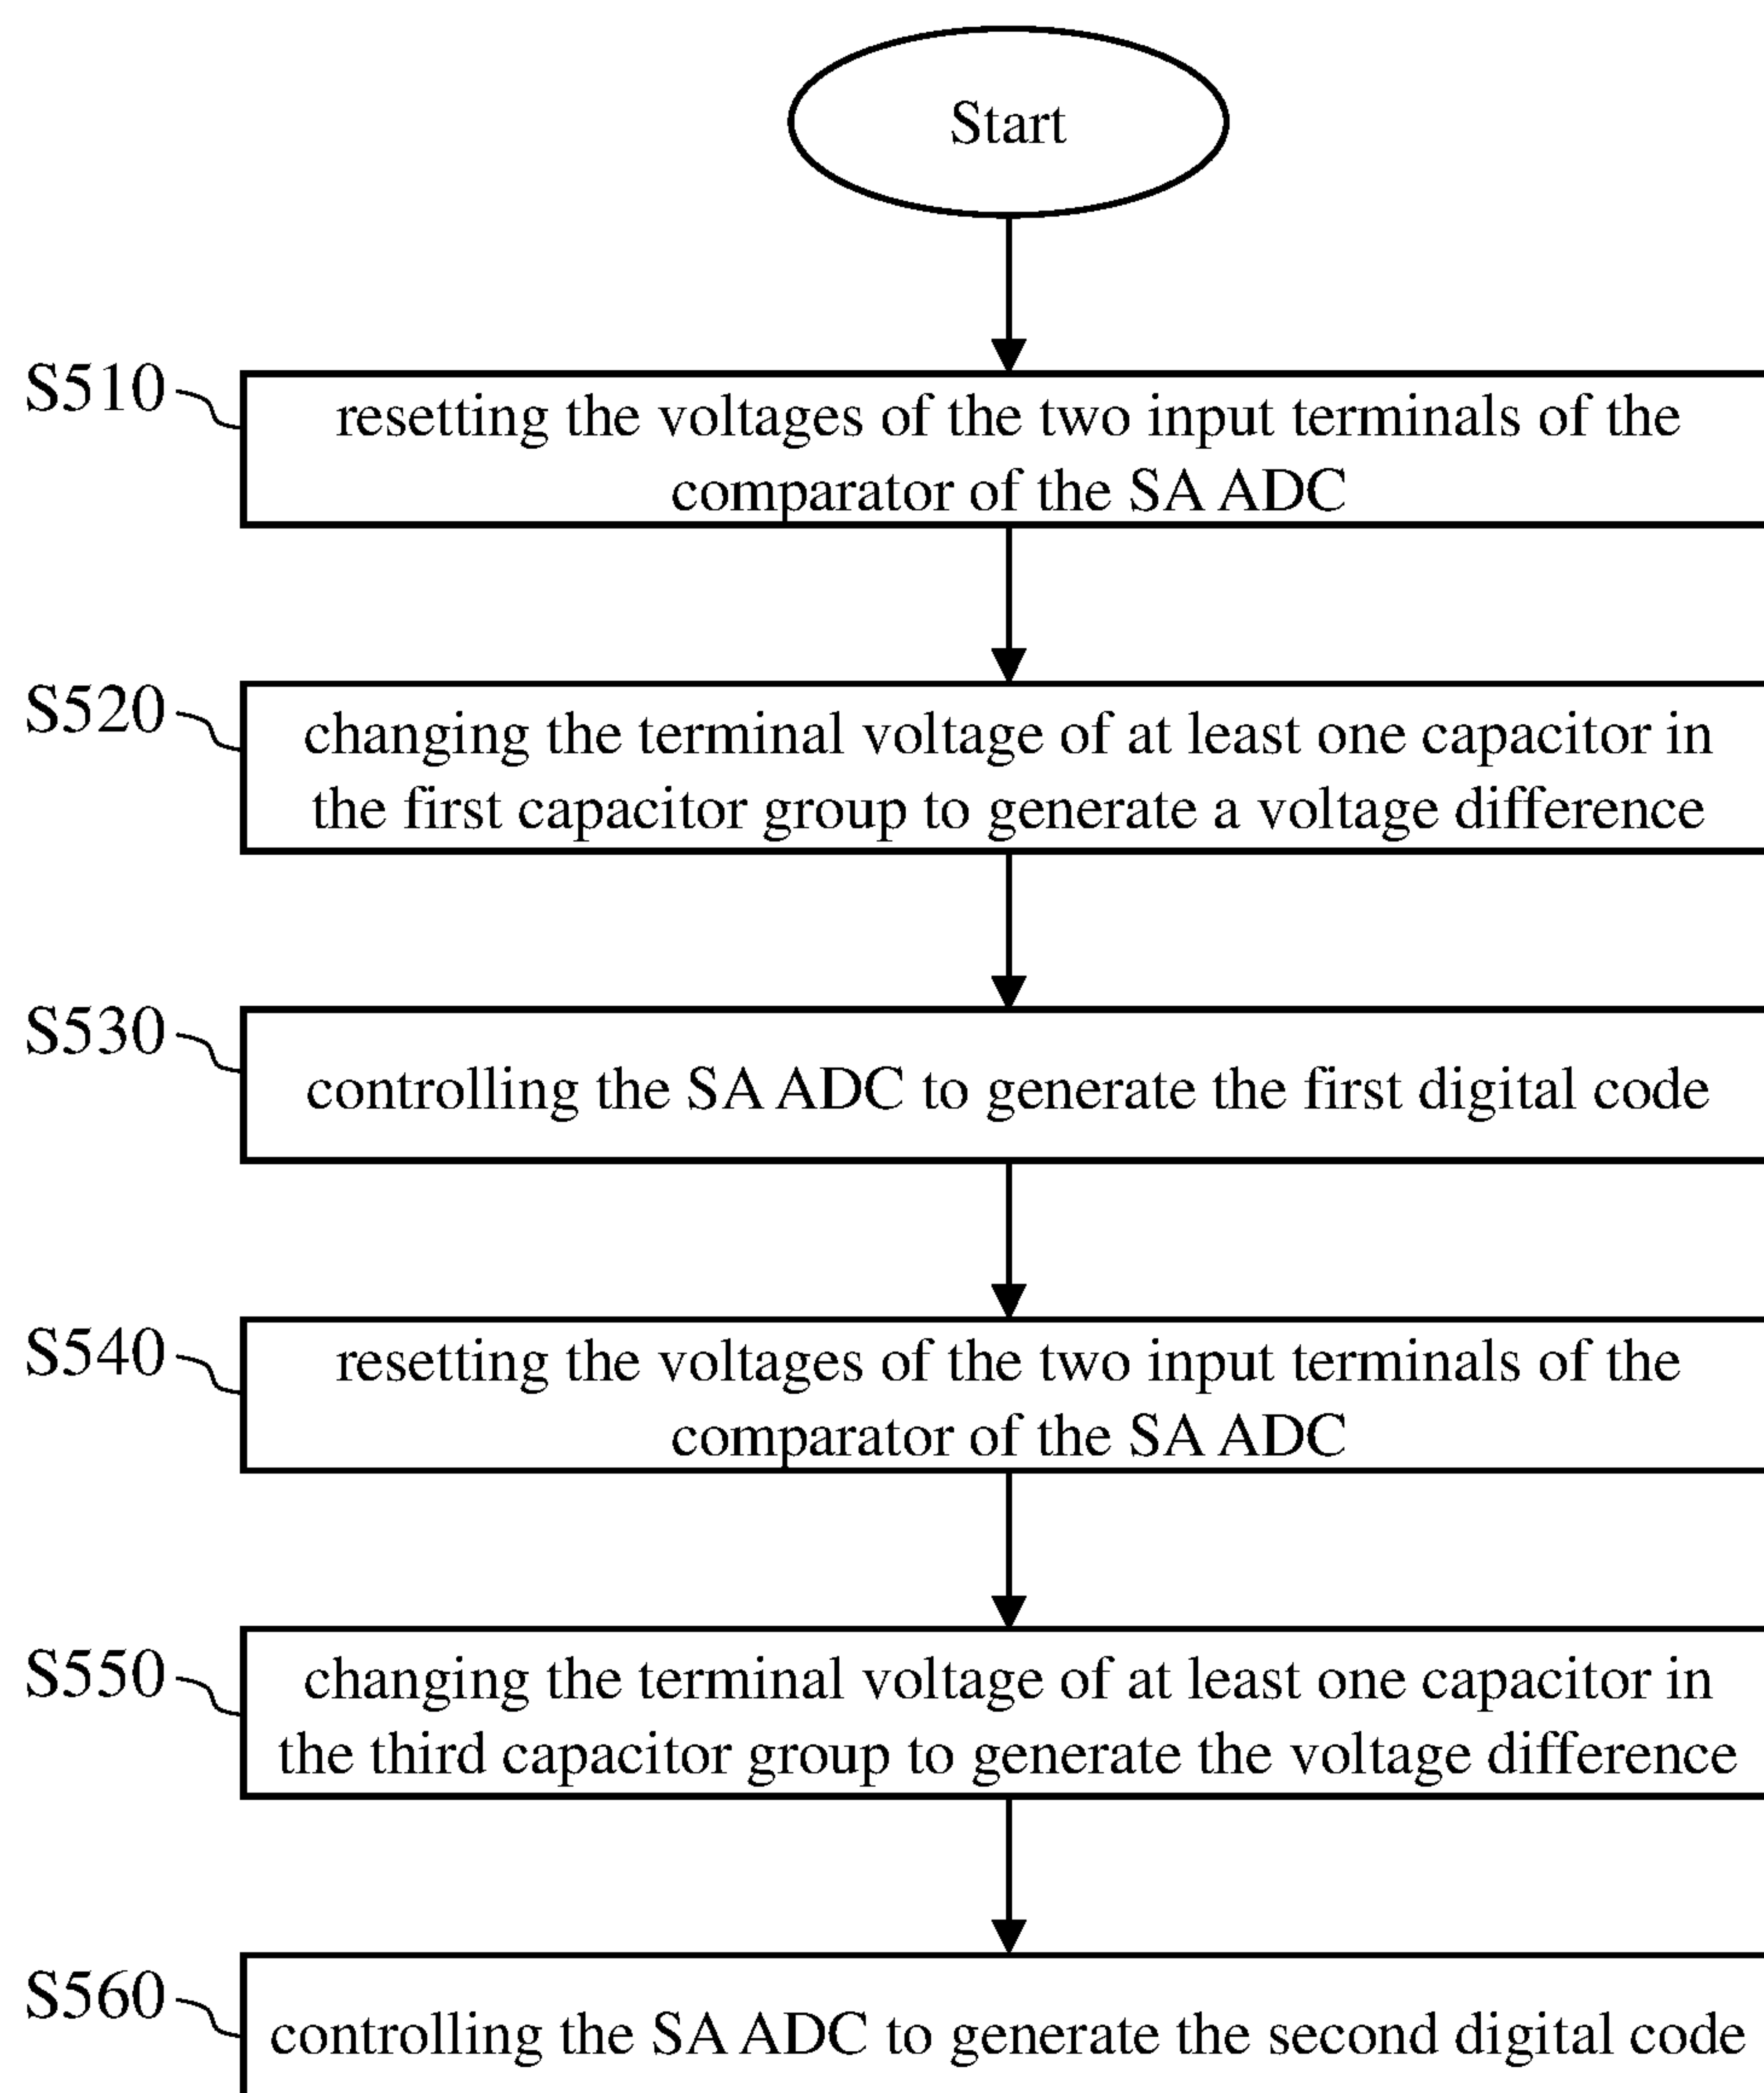 Start
S510
resetting the voltages of the two input terminals of the
comparator of the SA ADC
S520
changing the terminal voltage of at least one capacitor in
the first capacitor group to generate a voltage difference
S530
controlling the SA ADC to generate the first digital code
S540
resetting the voltages of the two input terminals of the
comparator of the SA ADC
S550
changing the terminal voltage of at least one capacitor in
the third capacitor group to generate the voltage difference
S560
controlling the SA ADC to generate the second digital code